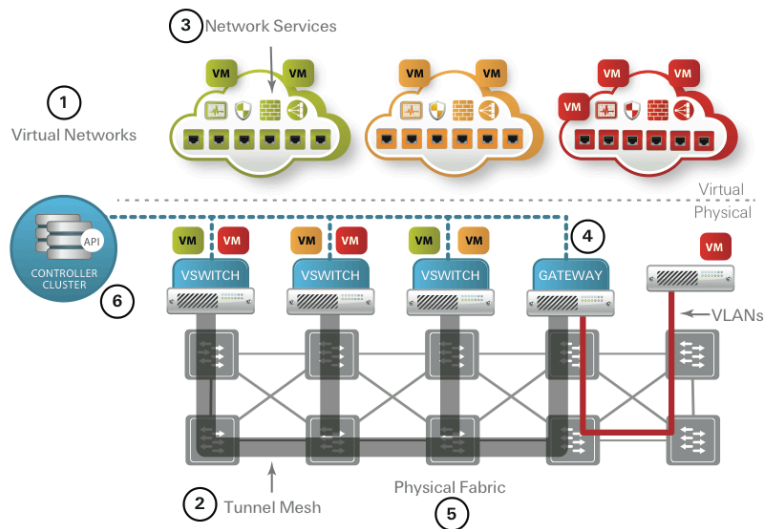 3 Network Services
VM VM
VM VM
VM VM
VM
1
Virtual Networks
Virtual
Physical
API
CONTROLLER
CLUSTER
6
VM VM
VM VM
VM VM
4
VM
VSWITCH
VSWITCH
VSWITCH
GATEWAY
VLANs
2
Tunnel Mesh
Physical Fabric
5